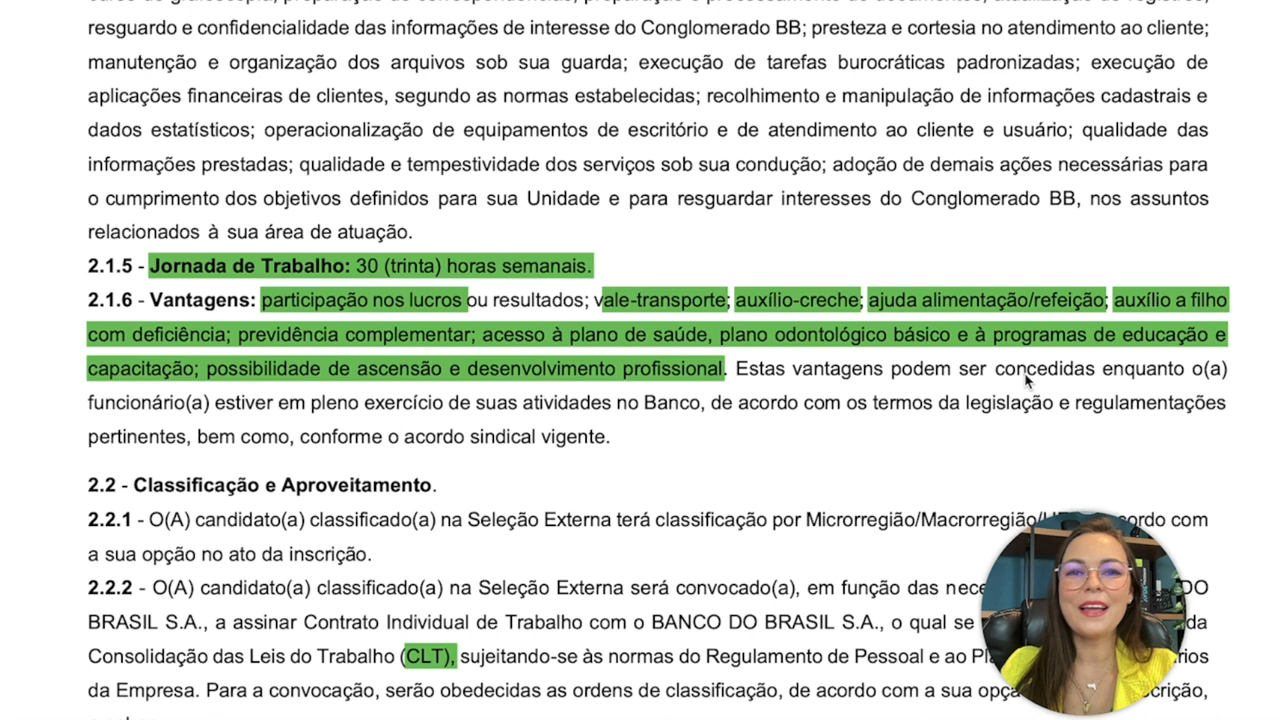 resguardo e confidencialidade das informações de interesse do Conglomerado BB; presteza e cortesia no atendimento ao cliente;
manutenção e organização dos arquivos sob sua guarda; execução de tarefas burocráticas padronizadas; execução de
aplicações financeiras de clientes, segundo as normas estabelecidas; recolhimento e manipulação de informações cadastrais e
dados estatísticos; operacionalização de equipamentos de escritório e de atendimento ao cliente e usuário; qualidade das
informações prestadas; qualidade e tempestividade dos serviços sob sua condução; adoção de demais ações necessárias para
o cumprimento dos objetivos definidos para sua Unidade e para resguardar interesses do Conglomerado BB, nos assuntos
relacionados à sua área de atuação.
2.1.5 - Jornada de Trabalho: 30 (trinta) horas semanais.
2.1.6 - Vantagens: participação nos lucros ou resultados; vale-transporte; auxílio-creche; ajuda alimentação/refeição; auxílio a filho
com deficiência; previdência complementar; acesso à plano de saúde, plano odontológico básico e à programas de educação e
capacitação; possibilidade de ascensão e desenvolvimento profissional. Estas vantagens podem ser concedidas enquanto o(a)
funcionário(a) estiver em pleno exercício de suas atividades no Banco, de acordo com os termos da legislação e regulamentações
pertinentes, bem como, conforme o acordo sindical vigente.
2.2 - Classificação e Aproveitamento.
2.2.1 - O(A) candidato(a) classificado(a) na Seleção Externa terá classificação por Microrregião/Macrorregião/ com
a sua opção no ato da inscrição.
2.2.2 - O(A) candidato(a) classificado(a) na Seleção Externa será convocado(a), em função das DO
BRASIL S.A., a assinar Contrato Individual de Trabalho com o BANCO DO BRASIL S.A., o qual se da
Consolidação das Leis do Trabalho (CLT), sujeitando-se às normas do Regulamento de Pessoal e ao
da Empresa. Para a convocação, serão obedecidas as ordens de classificação, de acordo com a sua